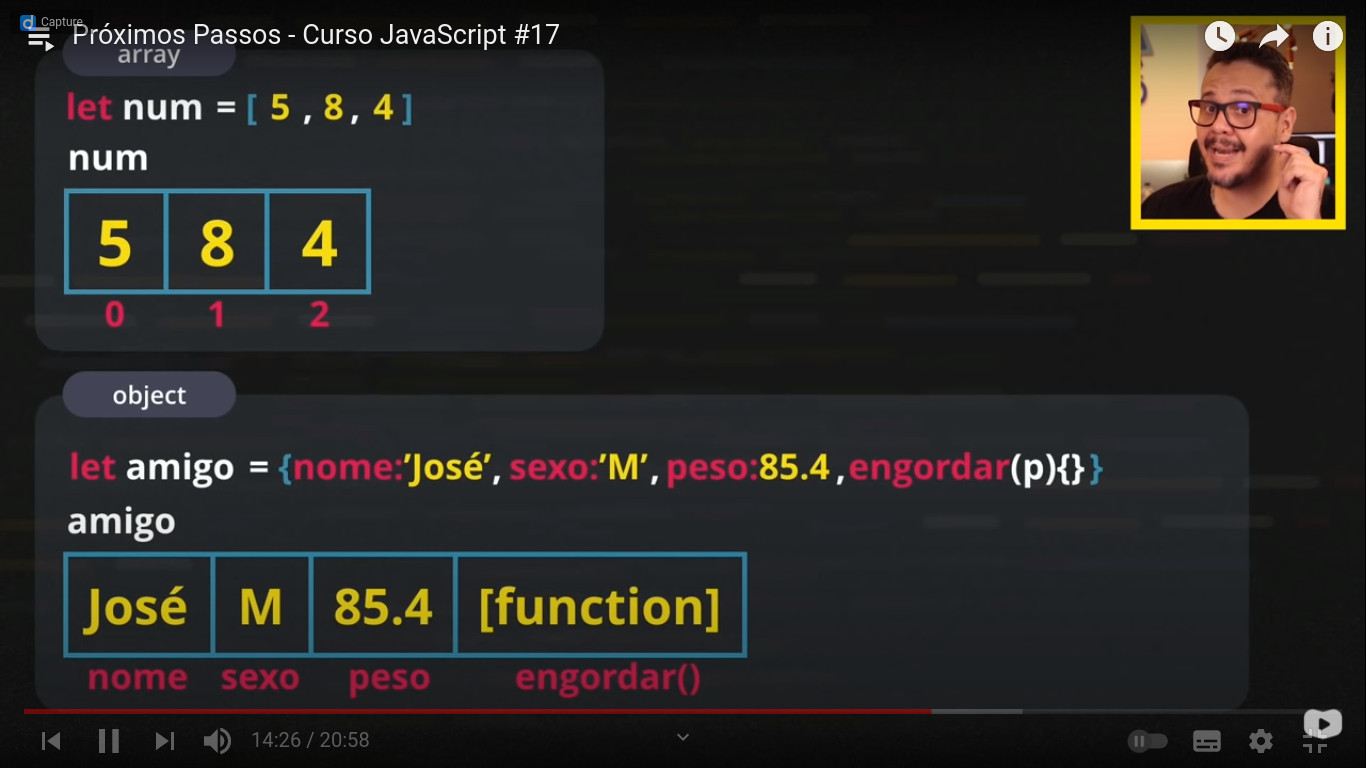 Capture
Próximos Passos - Curso JavaScript #17
array
let num = [ 5 , 8 , 4 ]
num
5 8 4
0 1 2
object
let amigo = {nome:’José’, sexo:’M’, peso:85.4 ,engordar(p){} }
amigo
José M 85.4 [function]
nome sexo peso engordar()
14:26 / 20:58